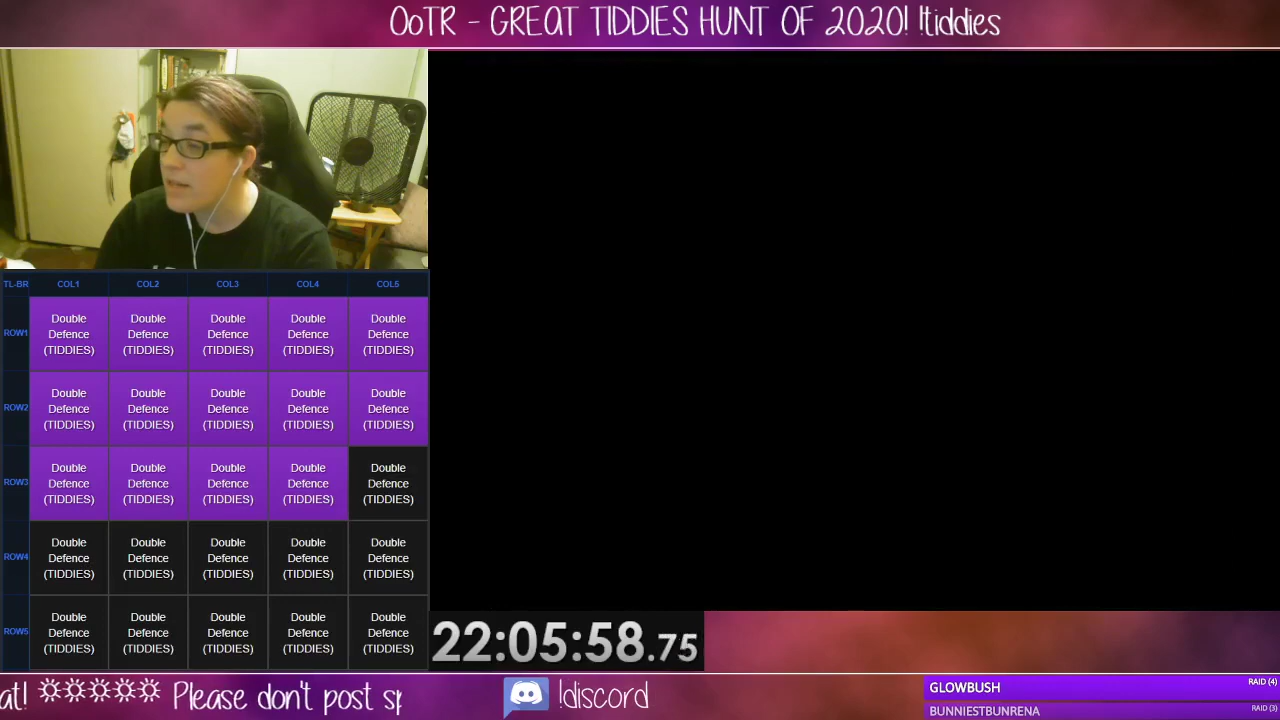 OoTR - GREAT TIDDIES HUNT OF 2020! !tiddies
TL-BR COL1 COL2 COL3 COL4 COL5
ROW1
Double Defence (TIDDIES) Double Defence (TIDDIES) Double Defence (TIDDIES) Double Defence (TIDDIES) Double Defence (TIDDIES)
ROW2
Double Defence (TIDDIES) Double Defence (TIDDIES) Double Defence (TIDDIES) Double Defence (TIDDIES) Double Defence (TIDDIES)
ROW3
Double Defence (TIDDIES) Double Defence (TIDDIES) Double Defence (TIDDIES) Double Defence (TIDDIES) Double Defence (TIDDIES)
ROW4
Double Defence (TIDDIES) Double Defence (TIDDIES) Double Defence (TIDDIES) Double Defence (TIDDIES) Double Defence (TIDDIES)
ROW5
Double Defence (TIDDIES) Double Defence (TIDDIES) Double Defence (TIDDIES) Double Defence (TIDDIES) Double Defence (TIDDIES)
22:05:58.75
at! Please don't post sp
!discord
GLOWBUSH RAID (4)
BUNNIESTBUNRENA RAID (3)